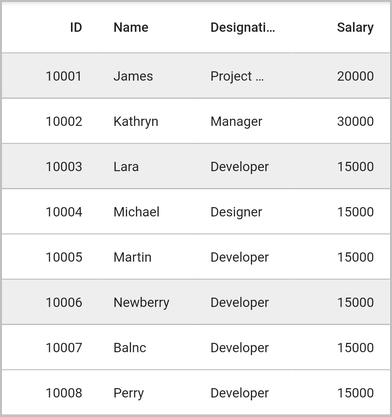 ID Name Designati... Salary
10001 James Project ... 20000
10002 Kathryn Manager 30000
10003 Lara Developer 15000
10004 Michael Designer 15000
10005 Martin Developer 15000
10006 Newberry Developer 15000
10007 Balnc Developer 15000
10008 Perry Developer 15000